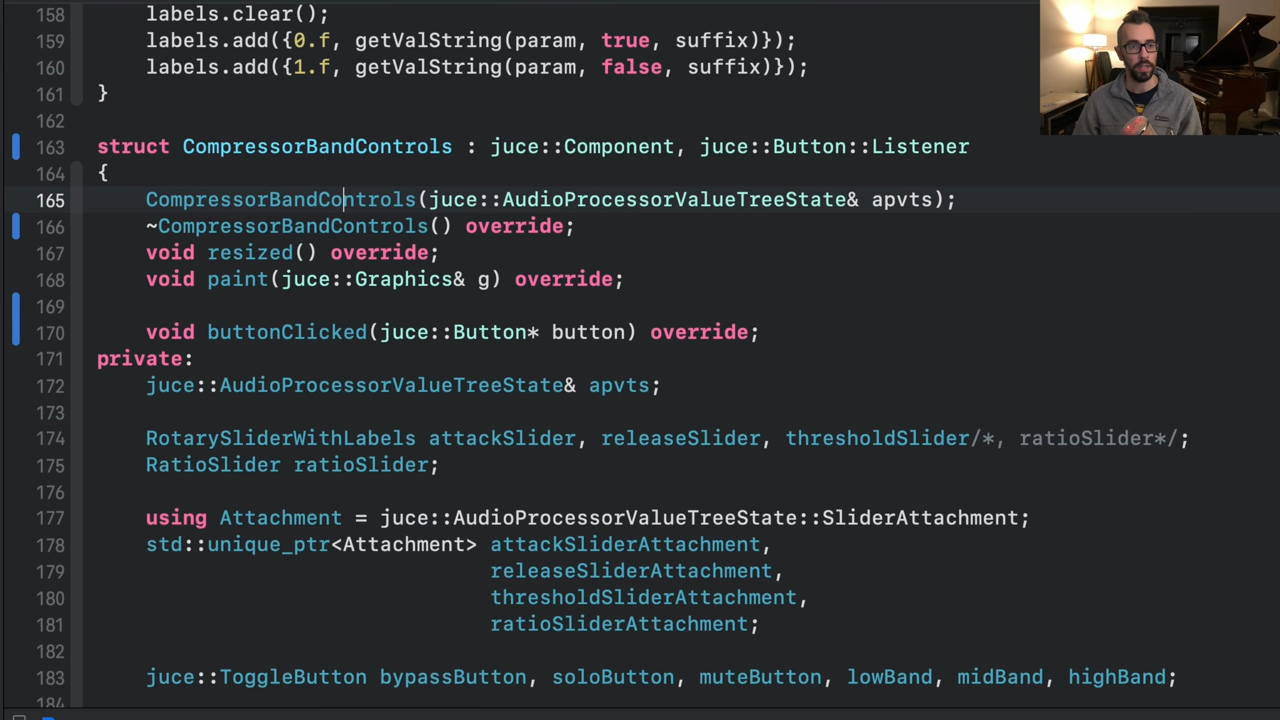 158 labels.clear();
159 labels.add({0.f, getValString(param, true, suffix)});
160 labels.add({1.f, getValString(param, false, suffix)});
161 }
162
163 struct CompressorBandControls : juce::Component, juce::Button::Listener
164 {
165 CompressorBandControls(juce::AudioProcessorValueTreeState& apvts);
166 ~CompressorBandControls() override;
167 void resized() override;
168 void paint(juce::Graphics& g) override;
169
170 void buttonClicked(juce::Button* button) override;
171 private:
172 juce::AudioProcessorValueTreeState& apvts;
173
174 RotarySliderWithLabels attackSlider, releaseSlider, thresholdSlider/*, ratioSlider*/;
175 RatioSlider ratioSlider;
176
177 using Attachment = juce::AudioProcessorValueTreeState::SliderAttachment;
178 std::unique_ptr<Attachment> attackSliderAttachment,
179 releaseSliderAttachment,
180 thresholdSliderAttachment,
181 ratioSliderAttachment;
182
183 juce::ToggleButton bypassButton, soloButton, muteButton, lowBand, midBand, highBand;
184